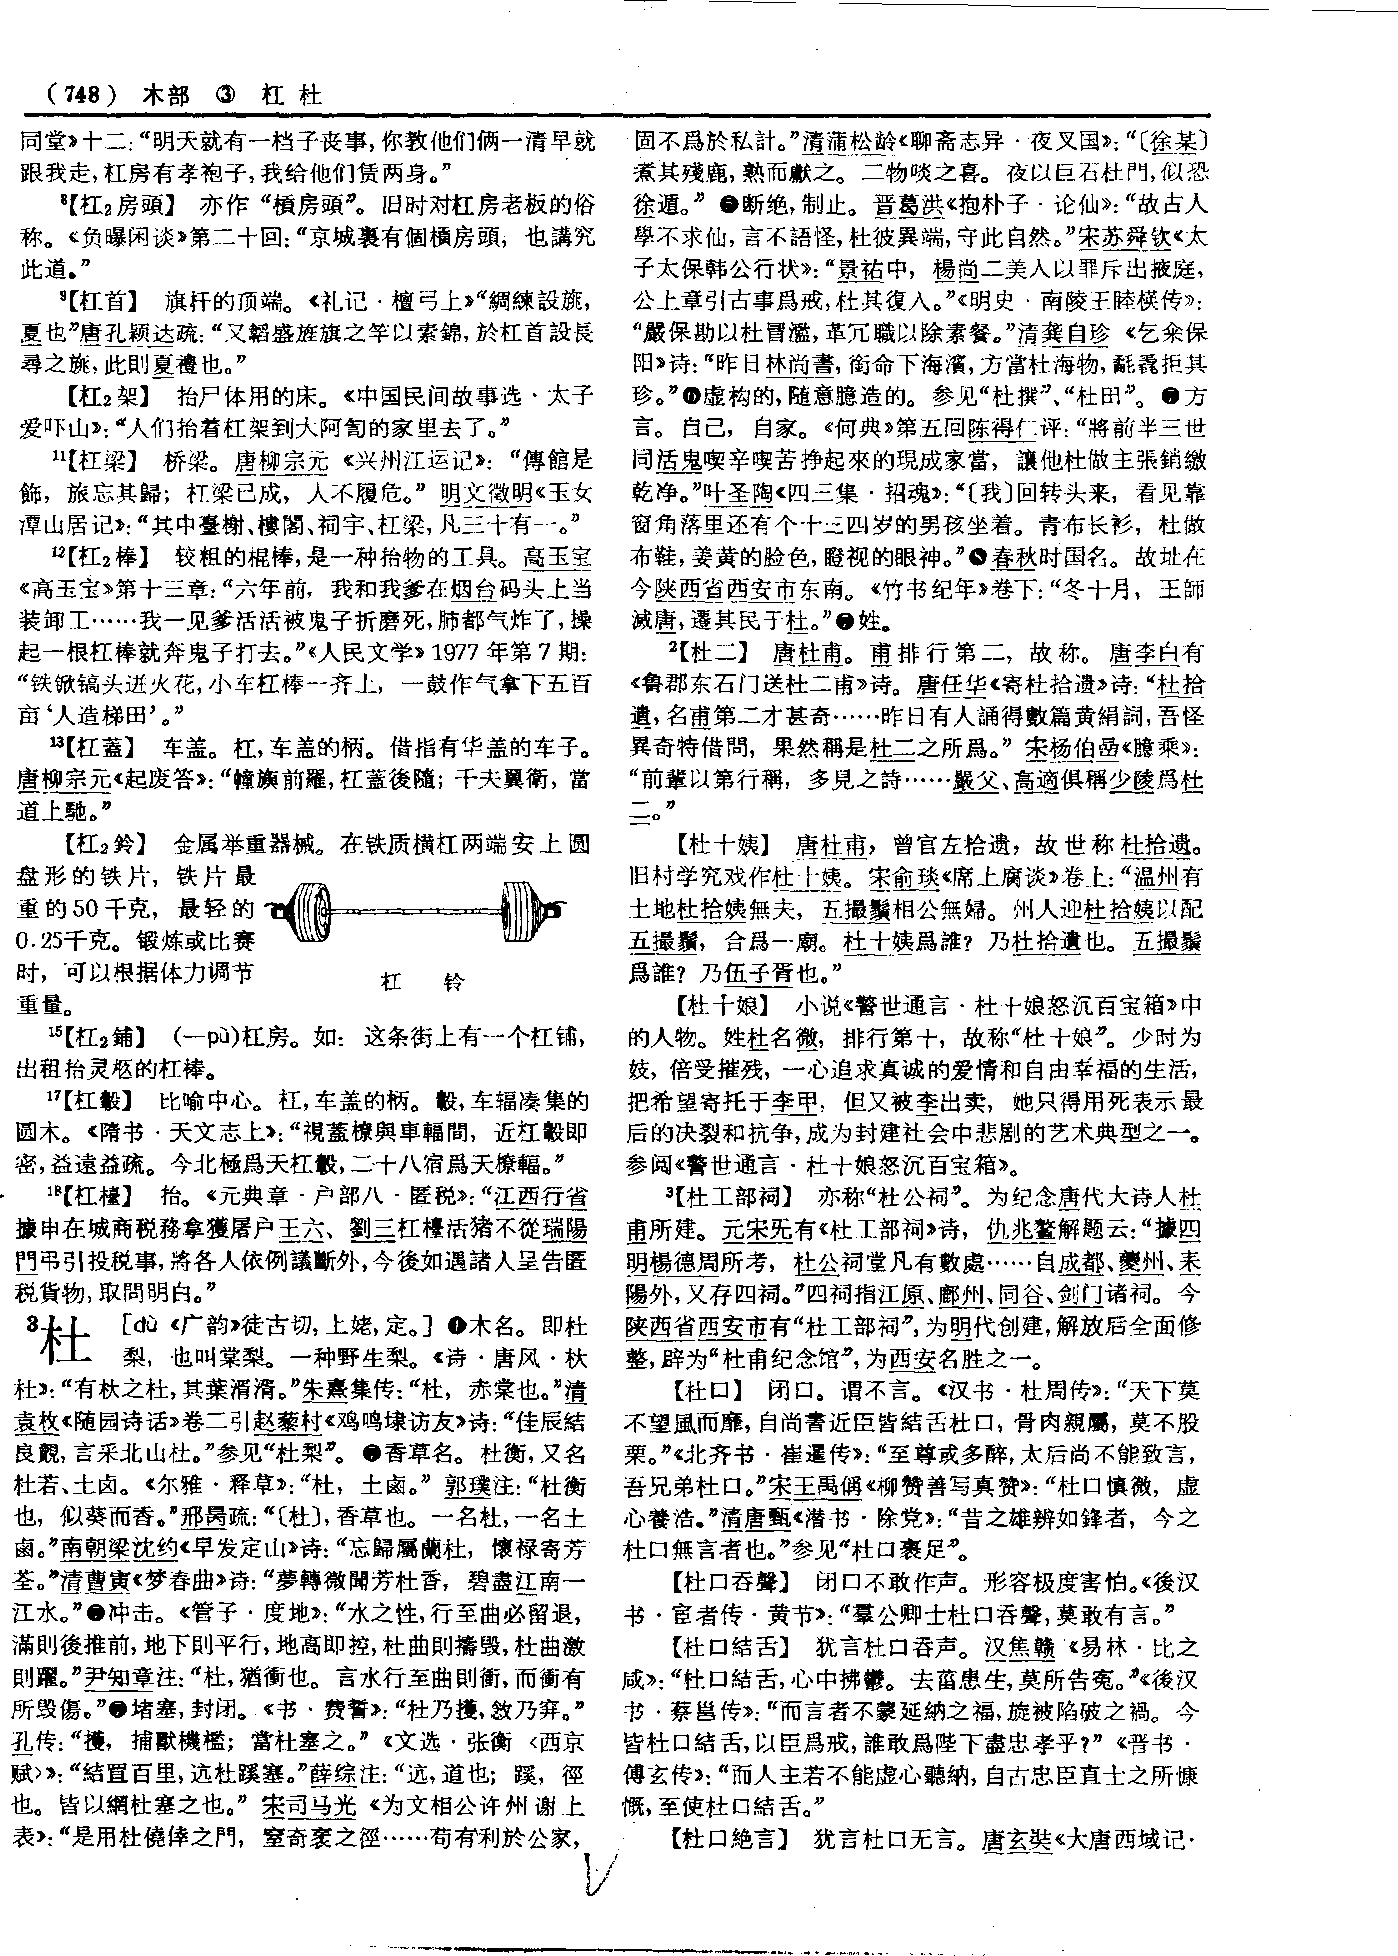 (748) 木部 ③ 杠 杜
同堂》十二：“明天就有一档子丧事，你教他们俩一清早就
跟我走，杠房有孝袍子，我给他们赁两身。”
⁸【杠₂房頭】 亦作“槓房頭”。旧时对杠房老板的俗
称。《负曝闲谈》第二十回：“京城裏有個槓房頭，也講究
此道。”
⁹【杠首】 旗杆的顶端。《礼记·檀弓上》“綢練設旐，
夏也”唐孔颖达疏：“又韜盛旌旗之竿以素錦，於杠首設長
尋之旐，此則夏禮也。”
【杠₂架】 抬尸体用的床。《中国民间故事选·太子
爱吓山》：“人们抬着杠架到大阿訇的家里去了。”
¹¹【杠梁】 桥梁。唐柳宗元《兴州江运记》：“傳館是
飾，旅忘其歸；杠梁已成，人不履危。”明文徵明《玉女
潭山居记》：“其中臺榭、樓閣、祠宇、杠梁，凡三十有一。”
¹²【杠₂棒】 较粗的棍棒，是一种抬物的工具。高玉宝
《高玉宝》第十三章：“六年前，我和我爹在烟台码头上当
装卸工……我一见爹活活被鬼子折磨死，肺都气炸了，操
起一根杠棒就奔鬼子打去。”《人民文学》1977年第7期：
“铁锨镐头迸火花，小车杠棒一齐上，一鼓作气拿下五百
亩‘人造梯田’。”
¹³【杠蓋】 车盖。杠，车盖的柄。借指有华盖的车子。
唐柳宗元《起废答》：“幢旟前羅，杠蓋後隨；千夫翼衛，當
道上馳。”
【杠₂鈴】 金属举重器械。在铁质横杠两端安上圆
盘形的铁片，铁片最
重的50千克，最轻的
0.25千克。锻炼或比赛
时，可以根据体力调节
重量。
杠 铃
¹⁵【杠₂鋪】 (—pù)杠房。如：这条街上有一个杠铺，
出租抬灵柩的杠棒。
¹⁷【杠轂】 比喻中心。杠，车盖的柄。轂，车辐凑集的
圆木。《隋书·天文志上》：“視蓋橑與車輻間，近杠轂即
密，益遠益疏。今北極爲天杠轂，二十八宿爲天橑輻。”
¹⁸【杠檯】 抬。《元典章·户部八·匿税》：“江西行省
據申在城商税務拿獲屠户王六、劉三杠檯活猪不從瑞陽
門弔引投税事，將各人依例議斷外，今後如遇諸人呈告匿
税貨物，取問明白。”
³杜 [dù 《广韵》徒古切，上姥，定。] ❶木名。即杜
梨，也叫棠梨。一种野生梨。《诗·唐风·杕
杜》：“有杕之杜，其葉湑湑。”朱熹集传：“杜，赤棠也。”清
袁枚《随园诗话》卷二引赵藜村《鸡鸣埭访友》诗：“佳辰結
良覿，言采北山杜。”参见“杜梨”。 ❷香草名。杜衡，又名
杜若、土卤。《尔雅·释草》：“杜，土鹵。”郭璞注：“杜衡
也，似葵而香。”邢昺疏：“〔杜〕，香草也。一名杜，一名土
鹵。”南朝梁沈约《早发定山》诗：“忘歸屬蘭杜，懷禄寄芳
荃。”清曹寅《梦春曲》诗：“夢轉微聞芳杜香，碧盡江南一
江水。”❸冲击。《管子·度地》：“水之性，行至曲必留退，
滿則後推前，地下則平行，地高即控，杜曲則擣毁，杜曲激
則躍。”尹知章注：“杜，猶衝也。言水行至曲則衝，而衝有
所毁傷。”❹堵塞，封闭。《书·费誓》：“杜乃擭，敜乃穽。”
孔传：“擭，捕獸機檻；當杜塞之。”《文选·张衡〈西京
赋〉》：“結罝百里，迒杜蹊塞。”薛综注：“迒，道也；蹊，徑
也。皆以網杜塞之也。”宋司马光《为文相公许州谢上
表》：“是用杜僥倖之門，窒奇衺之徑……苟有利於公家，
固不爲於私計。”清蒲松龄《聊斋志异·夜叉国》：“〔徐某〕
煮其殘鹿，熟而獻之。二物啖之喜。夜以巨石杜門，似恐
徐遁。” ❺断绝，制止。晋葛洪《抱朴子·论仙》：“故古人
學不求仙，言不語怪，杜彼異端，守此自然。”宋苏舜钦《太
子太保韩公行状》：“景祐中，楊尚二美人以罪斥出掖庭，
公上章引古事爲戒，杜其復入。”《明史·南陵王睦楧传》：
“嚴保勘以杜冒濫，革冗職以除素餐。”清龚自珍《乞籴保
阳》诗：“昨日林尚書，銜命下海濱，方當杜海物，毾㲪拒其
珍。”❻虚构的，随意臆造的。参见“杜撰”、“杜田”。 ❼方
言。自己，自家。《何典》第五回陈得仁评：“將前半三世
同活鬼喫辛喫苦挣起來的現成家當，讓他杜做主張銷繳
乾净。”叶圣陶《四三集·招魂》：“〔我〕回转头来，看见靠
窗角落里还有个十三四岁的男孩坐着。青布长衫，杜做
布鞋，姜黄的脸色，瞪视的眼神。”❽春秋时国名。故址在
今陕西省西安市东南。《竹书纪年》卷下：“冬十月，王師
滅唐，遷其民于杜。”❾姓。
²【杜二】 唐杜甫。甫排行第二，故称。唐李白有
《鲁郡东石门送杜二甫》诗。唐任华《寄杜拾遗》诗：“杜拾
遺，名甫第二才甚奇……昨日有人誦得數篇黄絹詞，吾怪
異奇特借問，果然稱是杜二之所爲。”宋杨伯嵒《臆乘》：
“前輩以第行稱，多見之詩……嚴父、高適俱稱少陵爲杜
二。”
【杜十姨】 唐杜甫，曾官左拾遗，故世称杜拾遗。
旧村学究戏作杜十姨。宋俞琰《席上腐谈》卷上：“温州有
土地杜拾姨無夫，五撮鬚相公無婦。州人迎杜拾姨以配
五撮鬚，合爲一廟。杜十姨爲誰？乃杜拾遺也。五撮鬚
爲誰？乃伍子胥也。”
【杜十娘】 小说《警世通言·杜十娘怒沉百宝箱》中
的人物。姓杜名微，排行第十，故称“杜十娘”。少时为
妓，倍受摧残，一心追求真诚的爱情和自由幸福的生活，
把希望寄托于李甲，但又被李出卖，她只得用死表示最
后的决裂和抗争，成为封建社会中悲剧的艺术典型之一。
参阅《警世通言·杜十娘怒沉百宝箱》。
³【杜工部祠】 亦称“杜公祠”。为纪念唐代大诗人杜
甫所建。元宋旡有《杜工部祠》诗，仇兆鳌解题云：“據四
明楊德周所考，杜公祠堂凡有數處……自成都、夔州、耒
陽外，又存四祠。”四祠指江原、鄜州、同谷、剑门诸祠。今
陕西省西安市有“杜工部祠”，为明代创建，解放后全面修
整，辟为“杜甫纪念馆”，为西安名胜之一。
【杜口】 闭口。谓不言。《汉书·杜周传》：“天下莫
不望風而靡，自尚書近臣皆結舌杜口，骨肉親屬，莫不股
栗。”《北齐书·崔暹传》：“至尊或多醉，太后尚不能致言，
吾兄弟杜口。”宋王禹偁《柳赞善写真赞》：“杜口慎微，虚
心養浩。”清唐甄《潜书·除党》：“昔之雄辨如鋒者，今之
杜口無言者也。”参见“杜口裹足”。
【杜口吞聲】 闭口不敢作声。形容极度害怕。《後汉
书·宦者传·黄节》：“羣公卿士杜口吞聲，莫敢有言。”
【杜口結舌】 犹言杜口吞声。汉焦赣《易林·比之
咸》：“杜口結舌，心中拂鬱。去菑患生，莫所告寃。”《後汉
书·蔡邕传》：“而言者不蒙延納之福，旋被陷破之禍。今
皆杜口結舌，以臣爲戒，誰敢爲陛下盡忠孝乎？”《晋书·
傅玄传》：“而人主若不能虚心聽納，自古忠臣直士之所慷
慨，至使杜口結舌。”
【杜口絶言】 犹言杜口无言。唐玄奘《大唐西域记·